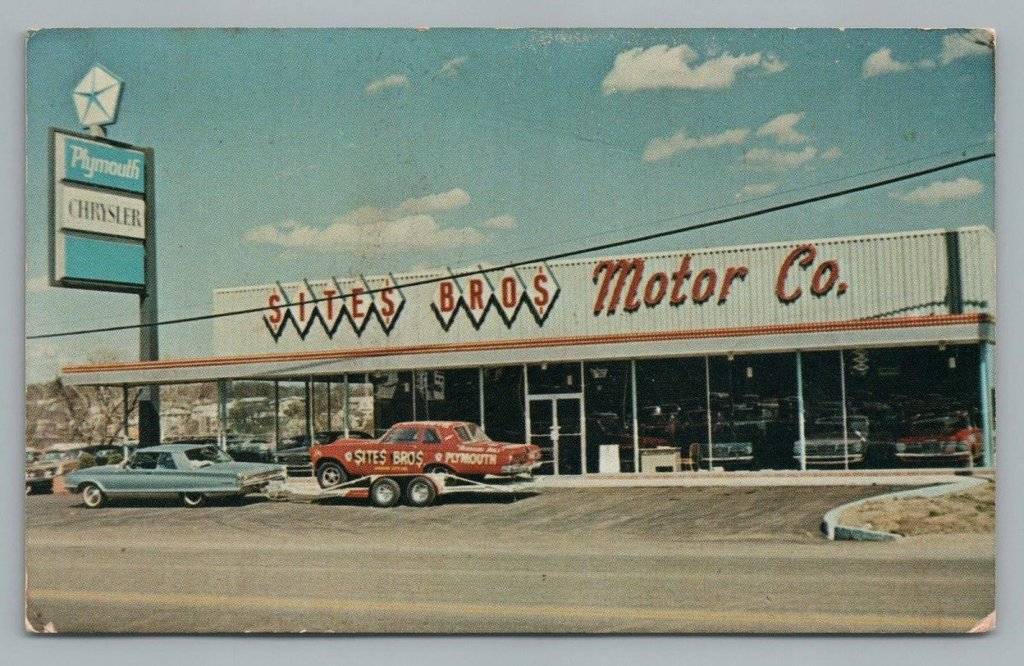 Plymouth
CHRYSLER
SITES BROS Motor Co.
SITES BROS PLYMOUTH